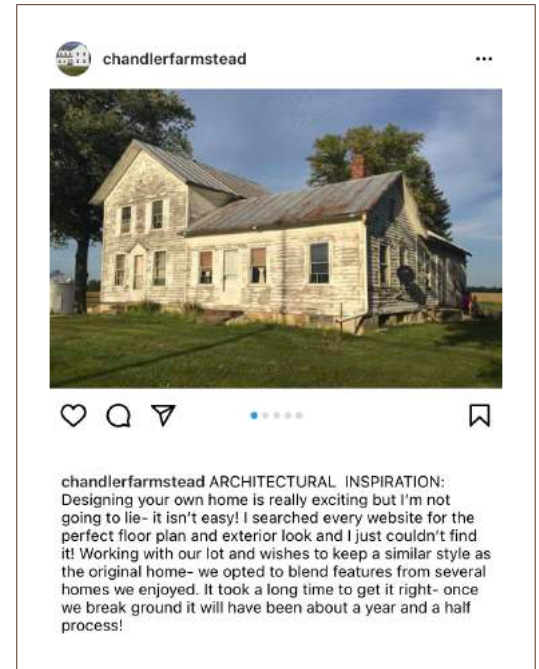 chandlerfarmstead
chandlerfarmstead ARCHITECTURAL INSPIRATION:
Designing your own home is really exciting but I'm not
going to lie- it isn't easy! I searched every website for the
perfect floor plan and exterior look and I just couldn't find
it! Working with our lot and wishes to keep a similar style as
the original home- we opted to blend features from several
homes we enjoyed. It took a long time to get it right- once
we break ground it will have been about a year and a half
process!